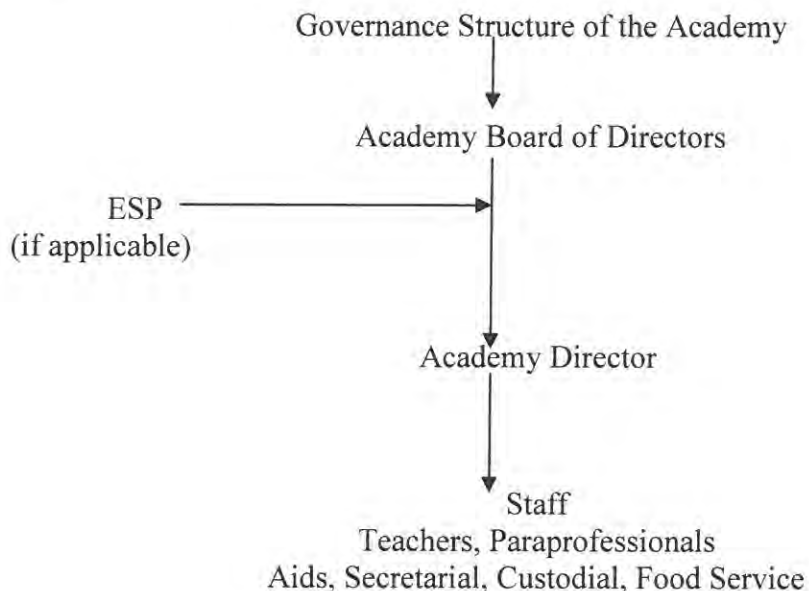 Governance Structure of the Academy
Academy Board of Directors
ESP
(if applicable)
Academy Director
Staff
Teachers, Paraprofessionals
Aids, Secretarial, Custodial, Food Service